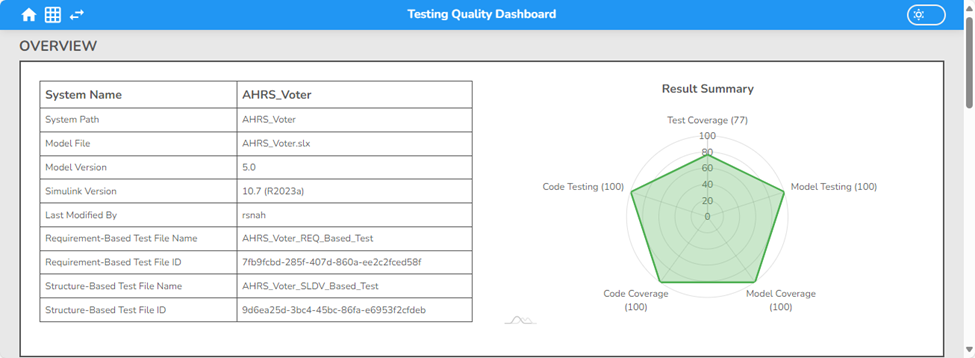 Testing Quality Dashboard
OVERVIEW
System Name AHRS_Voter
System Path AHRS_Voter
Model File AHRS_Voter.slx
Model Version 5.0
Simulink Version 10.7 (R2023a)
Last Modified By rsnah
Requirement-Based Test File Name AHRS_Voter_REQ_Based_Test
Requirement-Based Test File ID 7fb9fcbd-285f-407d-860a-ee2c2fced58f
Structure-Based Test File Name AHRS_Voter_SLDV_Based_Test
Structure-Based Test File ID 9d6ea25d-3bc4-45bc-86fa-e6953f2cfdeb
Result Summary
Test Coverage (77)
100
80
60
40
20
0
Code Testing (100)
Model Testing (100)
Code Coverage
(100)
Model Coverage
(100)